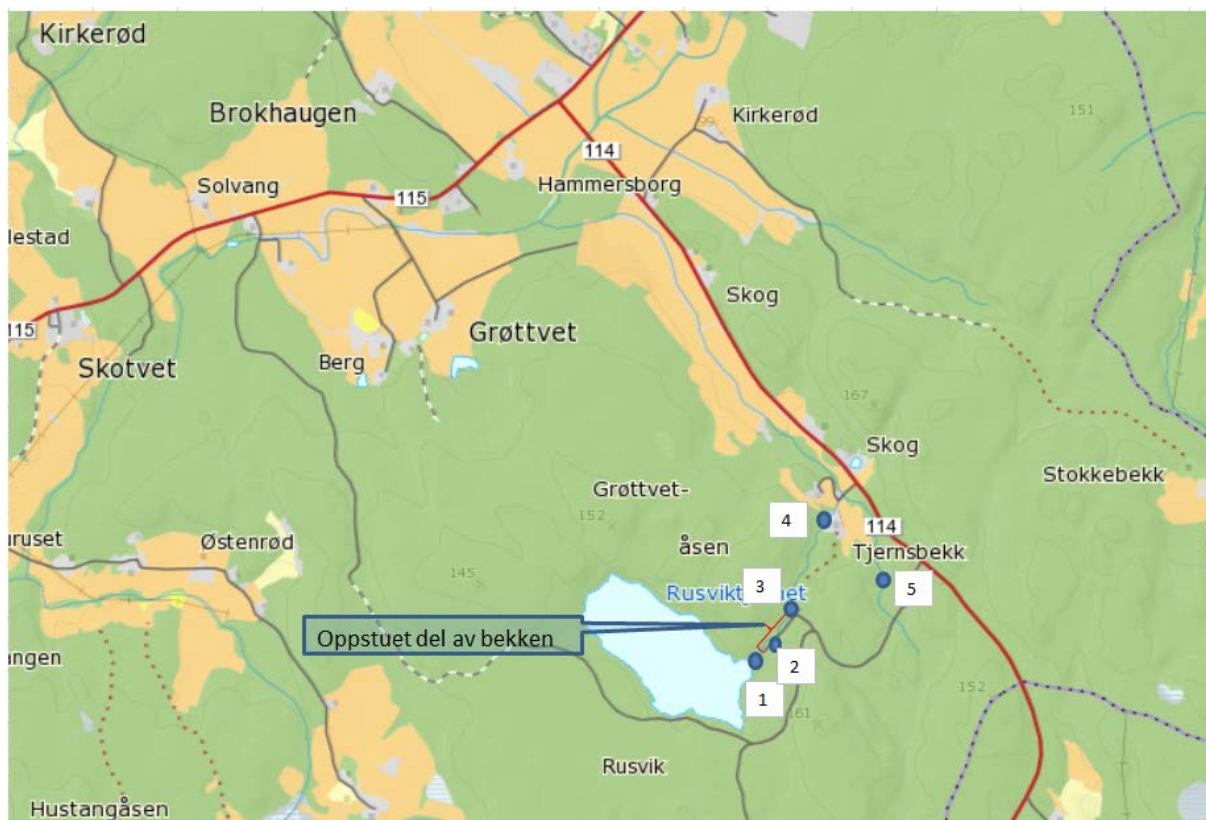 Kirkerød
Brokhaugen
Kirkerød
151
99
114
Solvang
115
Hammersborg
lestad
Skog
115
Grøttvet
Berg
Skotvet
167
Skog
Stokkebekk
Grøttvet-
152
4
114
uruset
Østenrød
åsen
Tjernsbekk
145
3
5
Oppstuet del av bekken
2
angen
1
152
161
Rusvik
Hustangåsen